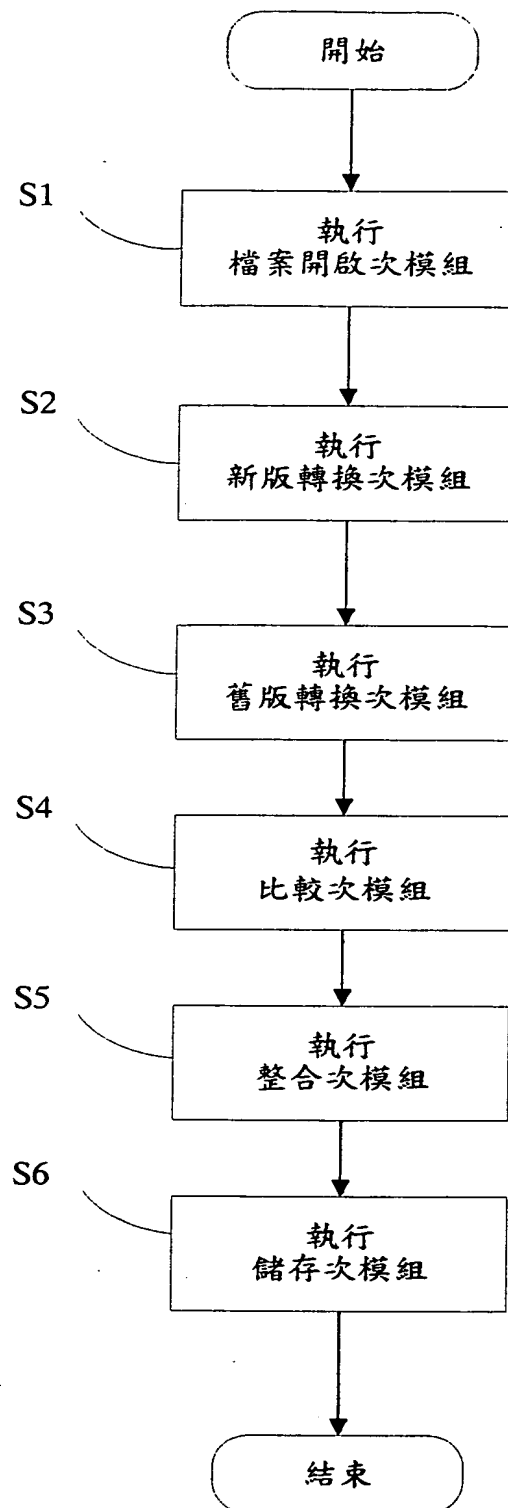 開始
S1
執行
檔案開啟次模組
S2
執行
新版轉換次模組
S3
執行
舊版轉換次模組
S4
執行
比較次模組
S5
執行
整合次模組
S6
執行
儲存次模組
結束